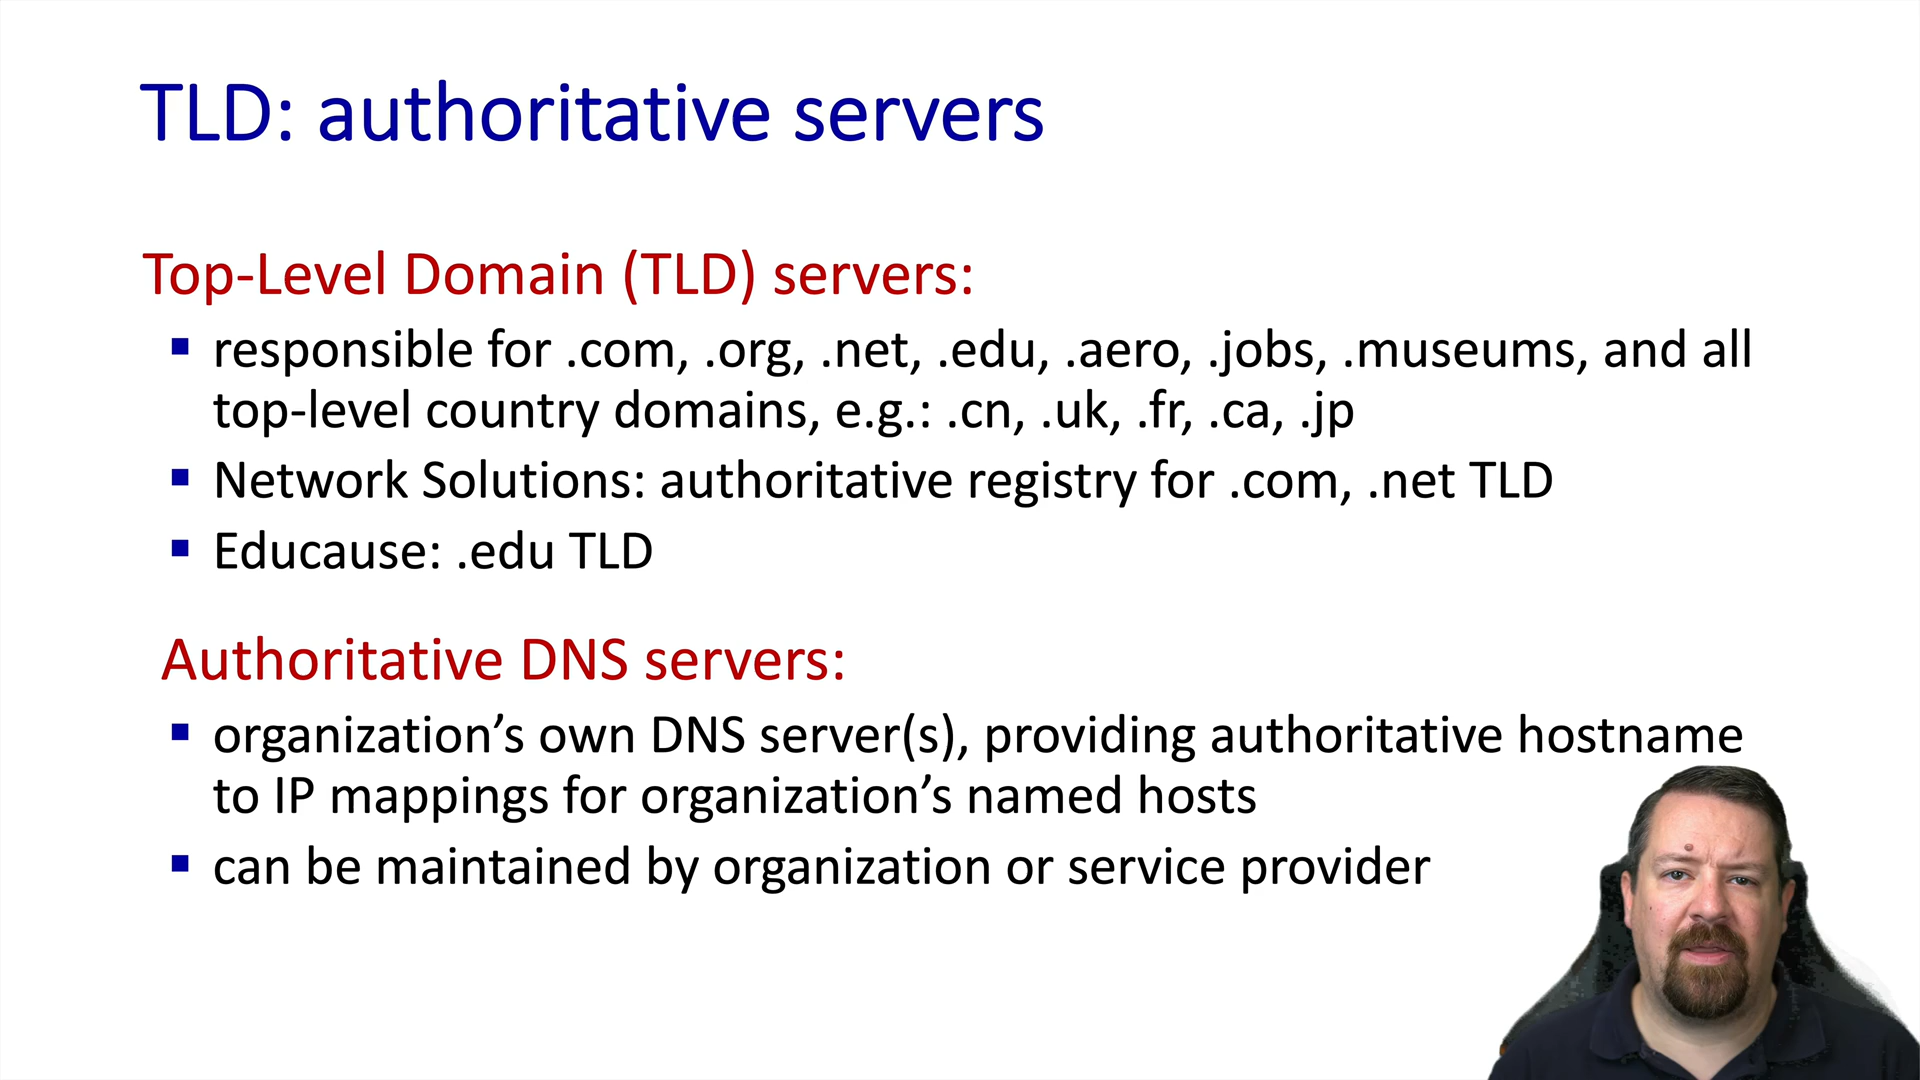 TLD: authoritative servers
Top-Level Domain (TLD) servers:
▪ responsible for .com, .org, .net, .edu, .aero, .jobs, .museums, and all
top-level country domains, e.g.: .cn, .uk, .fr, .ca, .jp
▪ Network Solutions: authoritative registry for .com, .net TLD
▪ Educause: .edu TLD
Authoritative DNS servers:
▪ organization’s own DNS server(s), providing authoritative hostname
to IP mappings for organization’s named hosts
▪ can be maintained by organization or service provider